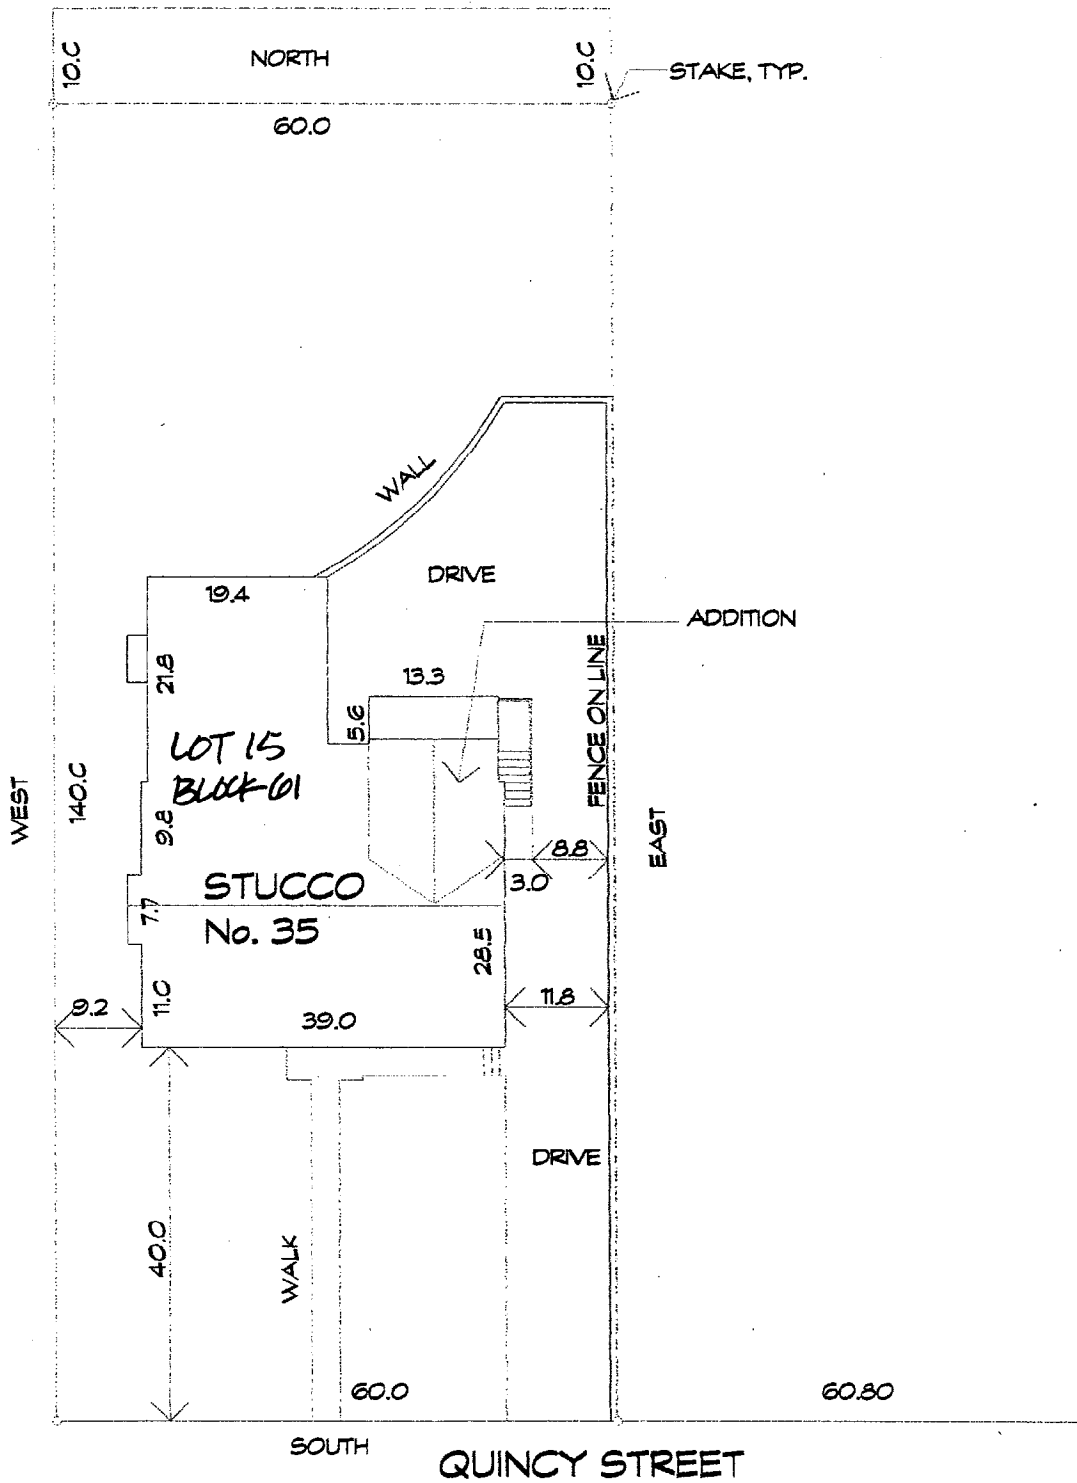 NORTH
10.0
10.0
STAKE, TYP.
60.0
WALL
DRIVE
19.4
ADDITION
21.8
13.3
5.6
FENCE ON LINE
LOT 15
BLOCK-61
WEST
140.0
9.8
EAST
8.8
3.0
STUCCO
No. 35
7.7
28.5
11.0
9.2
39.0
11.8
DRIVE
40.0
WALK
60.0
60.80
SOUTH
QUINCY STREET